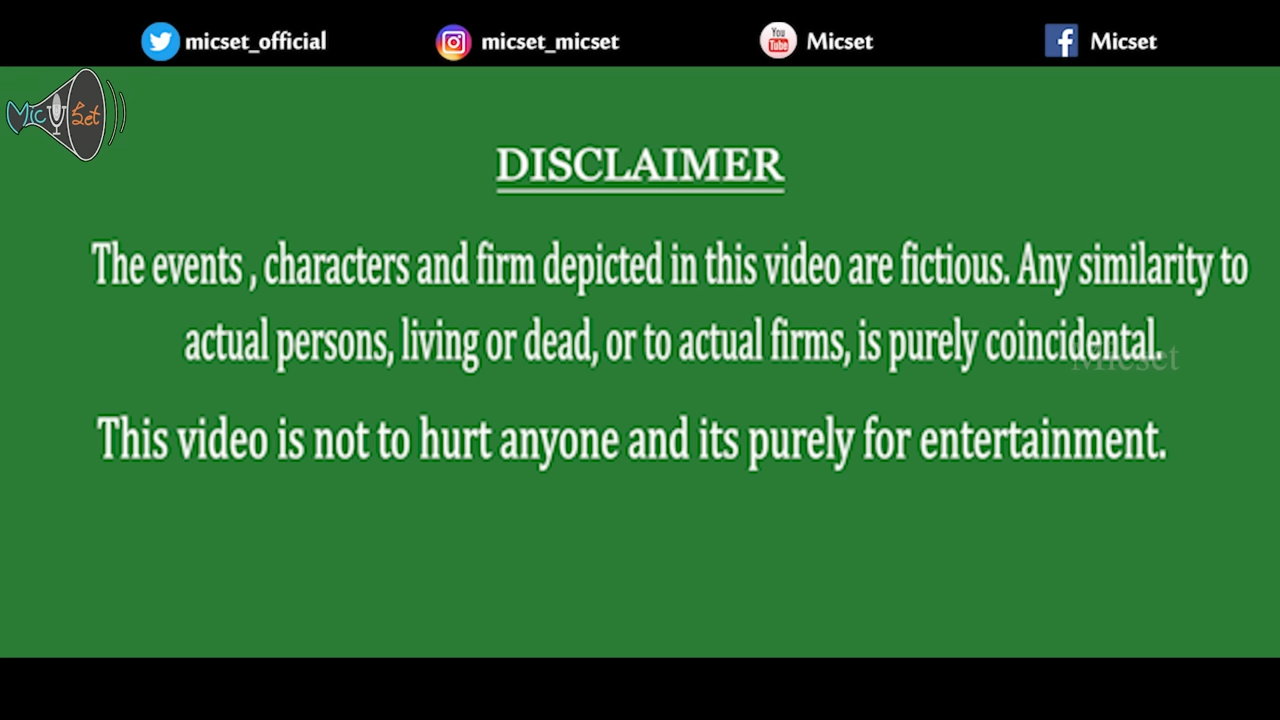 micset_official micset_micset Micset Micset
Mic Set
DISCLAIMER
The events , characters and firm depicted in this video are fictious. Any similarity to
actual persons, living or dead, or to actual firms, is purely coincidental.
Micset
This video is not to hurt anyone and its purely for entertainment.